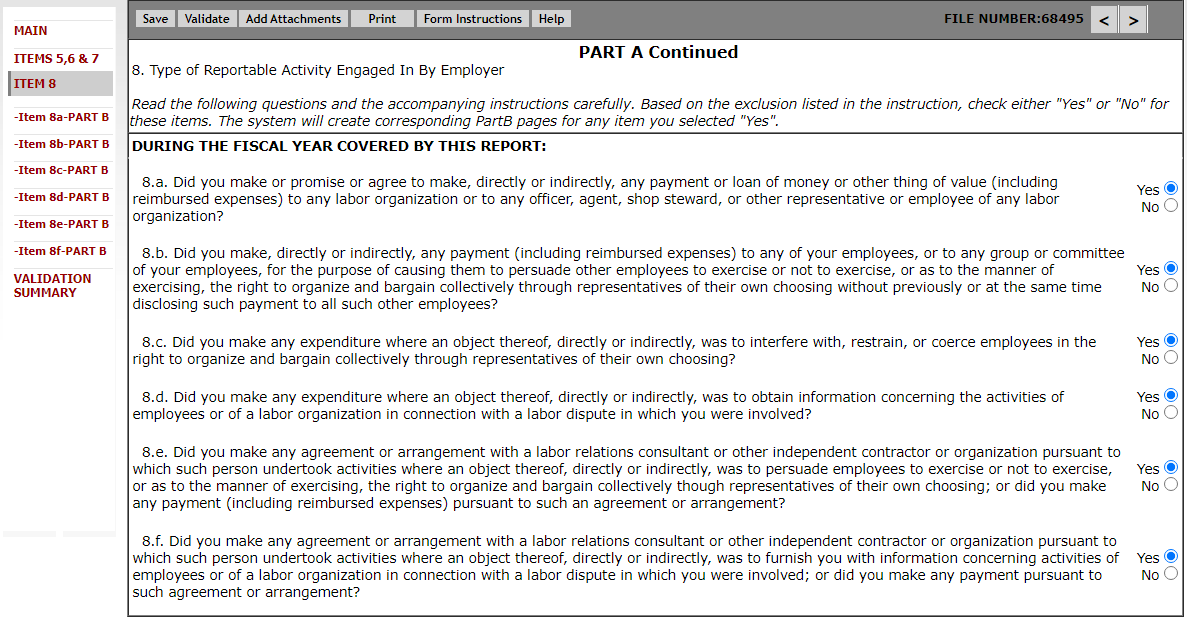 MAIN
ITEMS 5,6 & 7
ITEM 8
-Item 8a-PART B
-Item 8b-PART B
-Item 8c-PART B
-Item 8d-PART B
-Item 8e-PART B
-Item 8f-PART B
VALIDATION
SUMMARY
Save Validate Add Attachments Print Form Instructions Help FILE NUMBER:68495 < >
PART A Continued
8. Type of Reportable Activity Engaged In By Employer
Read the following questions and the accompanying instructions carefully. Based on the exclusion listed in the instruction, check either "Yes" or "No" for
these items. The system will create corresponding PartB pages for any item you selected "Yes".
DURING THE FISCAL YEAR COVERED BY THIS REPORT:
8.a. Did you make or promise or agree to make, directly or indirectly, any payment or loan of money or other thing of value (including
reimbursed expenses) to any labor organization or to any officer, agent, shop steward, or other representative or employee of any labor
organization?
Yes
No
8.b. Did you make, directly or indirectly, any payment (including reimbursed expenses) to any of your employees, or to any group or committee
of your employees, for the purpose of causing them to persuade other employees to exercise or not to exercise, or as to the manner of
exercising, the right to organize and bargain collectively through representatives of their own choosing without previously or at the same time
disclosing such payment to all such other employees?
Yes
No
8.c. Did you make any expenditure where an object thereof, directly or indirectly, was to interfere with, restrain, or coerce employees in the
right to organize and bargain collectively through representatives of their own choosing?
Yes
No
8.d. Did you make any expenditure where an object thereof, directly or indirectly, was to obtain information concerning the activities of
employees or of a labor organization in connection with a labor dispute in which you were involved?
Yes
No
8.e. Did you make any agreement or arrangement with a labor relations consultant or other independent contractor or organization pursuant to
which such person undertook activities where an object thereof, directly or indirectly, was to persuade employees to exercise or not to exercise,
or as to the manner of exercising, the right to organize and bargain collectively though representatives of their own choosing; or did you make
any payment (including reimbursed expenses) pursuant to such an agreement or arrangement?
Yes
No
8.f. Did you make any agreement or arrangement with a labor relations consultant or other independent contractor or organization pursuant to
which such person undertook activities where an object thereof, directly or indirectly, was to furnish you with information concerning activities of
employees or of a labor organization in connection with a labor dispute in which you were involved; or did you make any payment pursuant to
such agreement or arrangement?
Yes
No